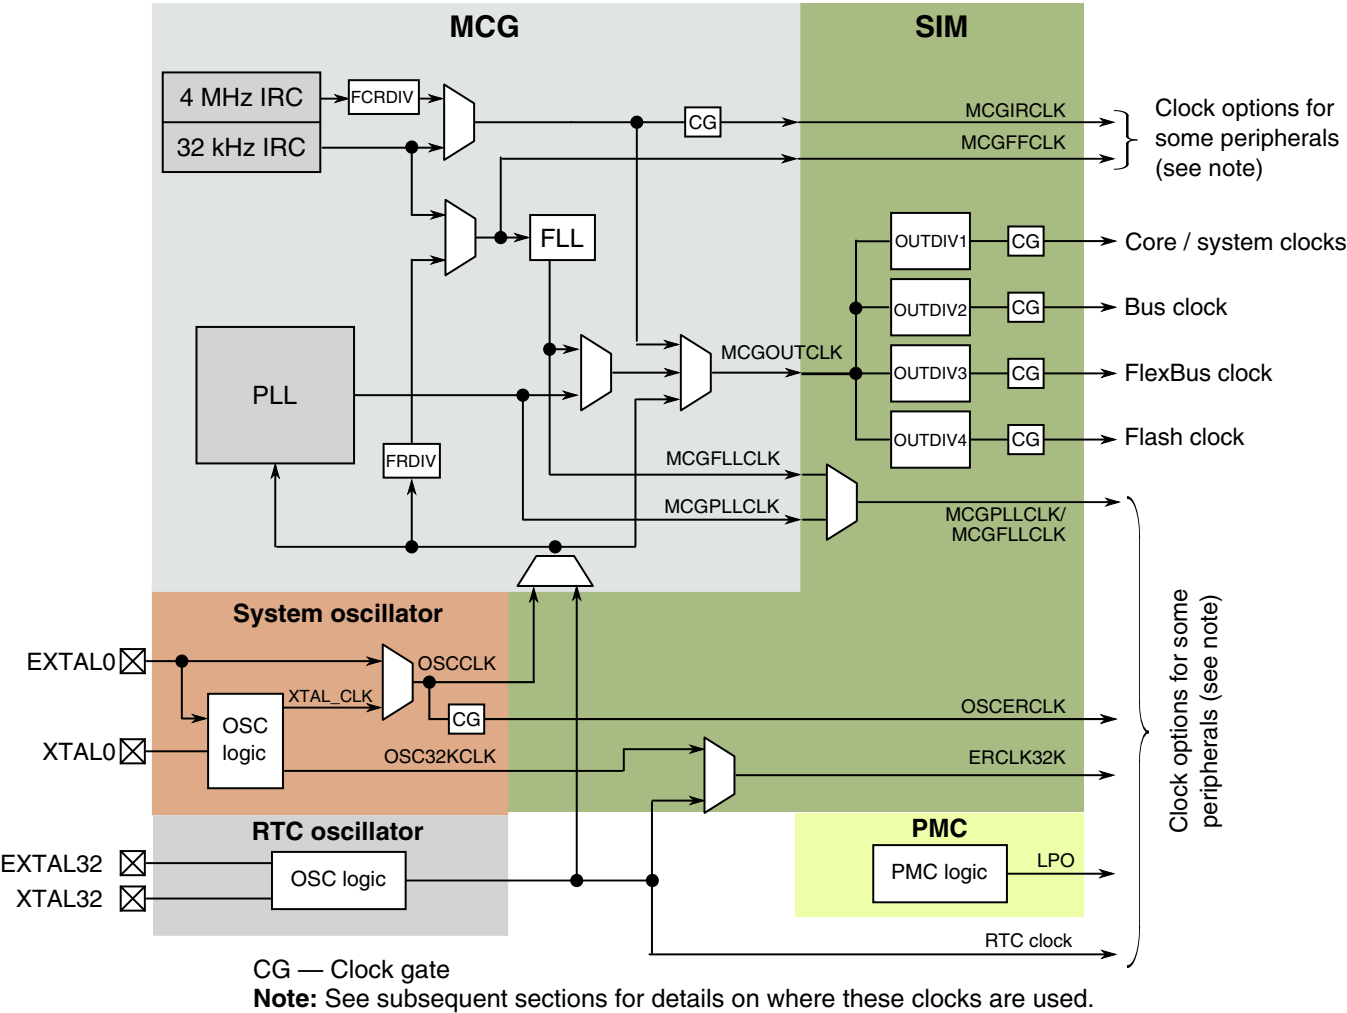 MCG
SIM
4 MHz IRC
FCRDIV
32 kHz IRC
CG
MCGIRCLK
MCGFFCLK
Clock options for
some peripherals
(see note)
FLL
OUTDIV1
CG
Core / system clocks
OUTDIV2
CG
Bus clock
PLL
MCGOUTCLK
OUTDIV3
CG
FlexBus clock
OUTDIV4
CG
Flash clock
FRDIV
MCGFLLCLK
MCGPLLCLK
MCGPLLCLK/
MCGFLLCLK
System oscillator
EXTAL0
OSCCLK
XTAL_CLK
OSC
logic
CG
OSCERCLK
XTAL0
OSC32KCLK
ERCLK32K
Clock options for some
peripherals (see note)
RTC oscillator
PMC
EXTAL32
XTAL32
OSC logic
PMC logic
LPO
RTC clock
CG — Clock gate
Note: See subsequent sections for details on where these clocks are used.